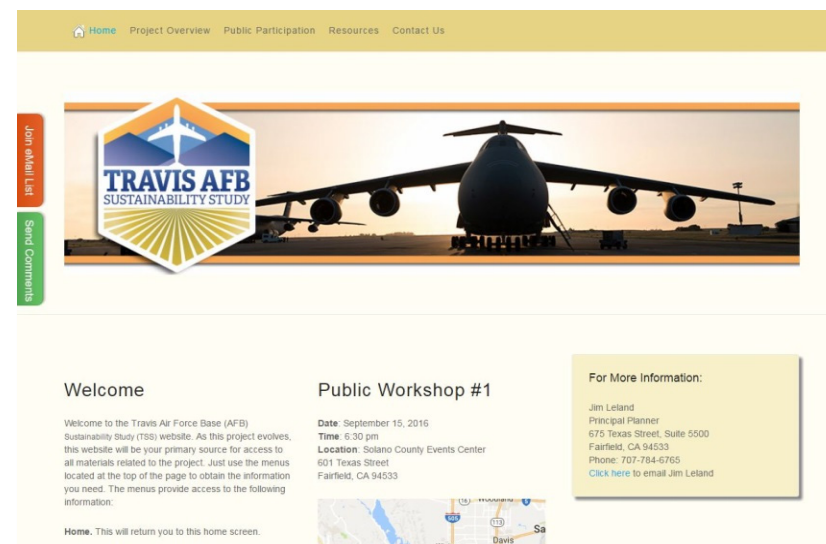 Home Project Overview Public Participation Resources Contact Us
Join eMail List
Send Comments
TRAVIS AFB
SUSTAINABILITY STUDY
Welcome
Welcome to the Travis Air Force Base (AFB)
Sustainability Study (TSS) website. As this project evolves,
this website will be your primary source for access to
all materials related to the project. Just use the menus
located at the top of the page to obtain the information
you need. The menus provide access to the following
information:
Home. This will return you to this home screen.
Public Workshop #1
Date: September 15, 2016
Time: 6:30 pm
Location: Solano County Events Center
601 Texas Street
Fairfield, CA 94533
Woodland
505
113
Sa
Davis
For More Information:
Jim Leland
Principal Planner
675 Texas Street, Suite 5500
Fairfield, CA 94533
Phone: 707-784-6765
Click here to email Jim Leland